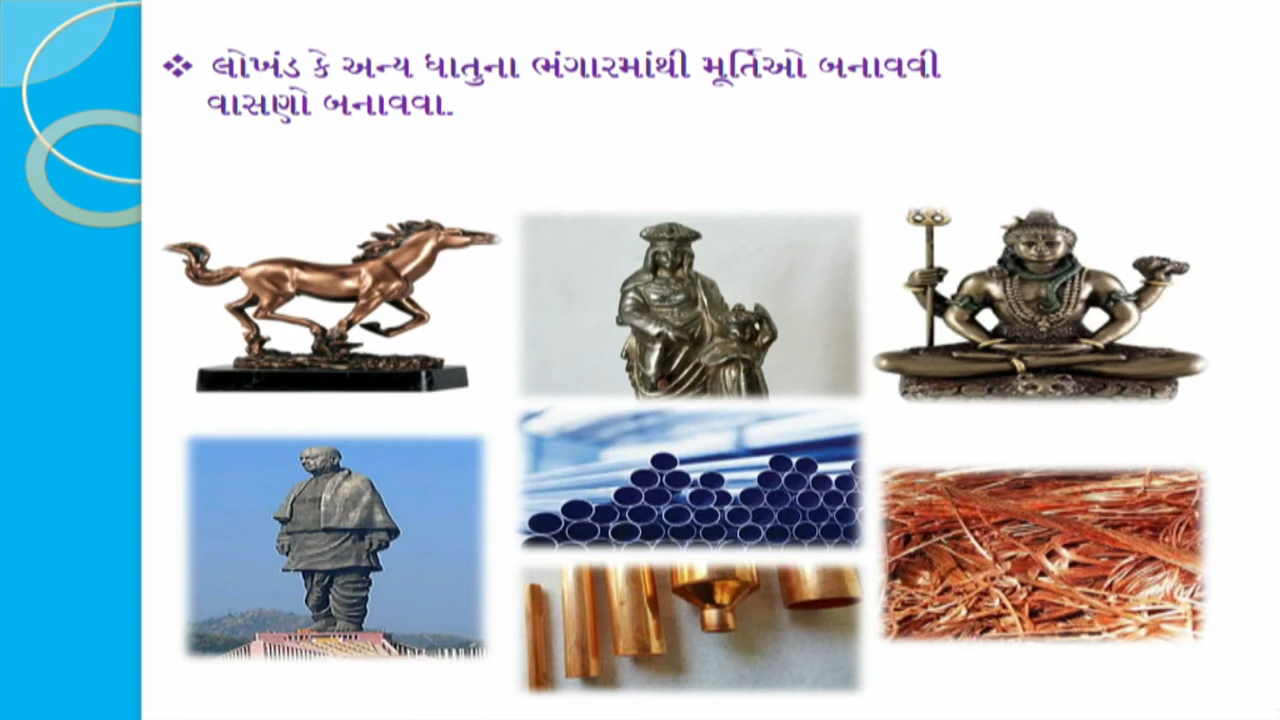 ❖ લોખંડ કે અન્ય ધાતુના ભંગારમાંથી મૂર્તિઓ બનાવવી
વાસણો બનાવવા.